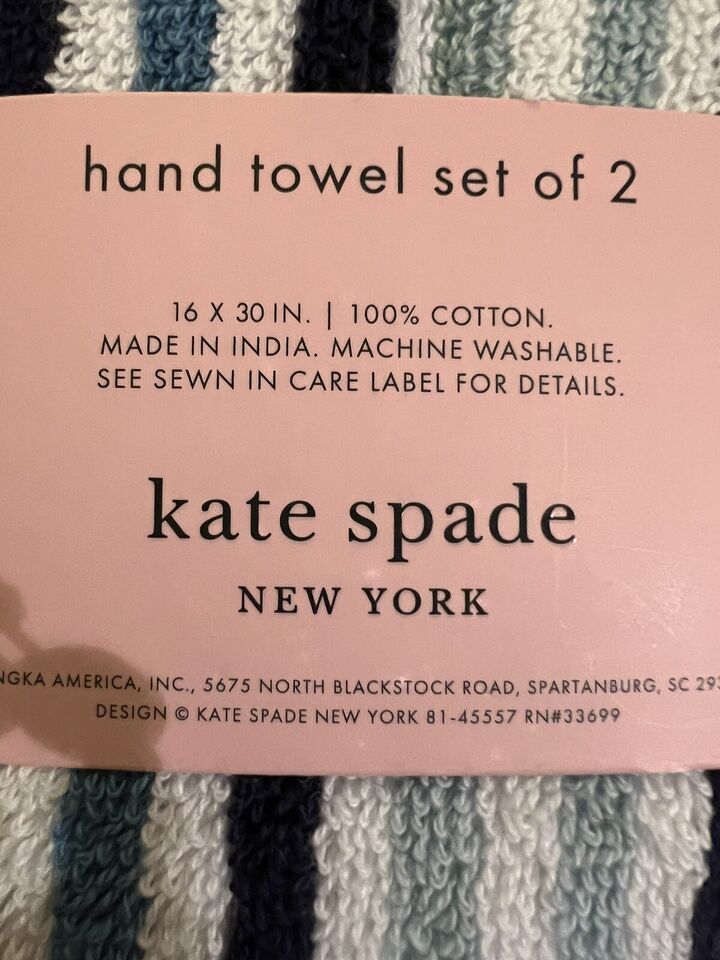 hand towel set of 2
16 X 30 IN. | 100% COTTON.
MADE IN INDIA. MACHINE WASHABLE.
SEE SEWN IN CARE LABEL FOR DETAILS.
kate spade
NEW YORK
AMERICA, INC., 5675 NORTH BLACKSTOCK ROAD, SPARTANBURG, SC
DESIGN © KATE SPADE NEW YORK 81-45557 RN#33699